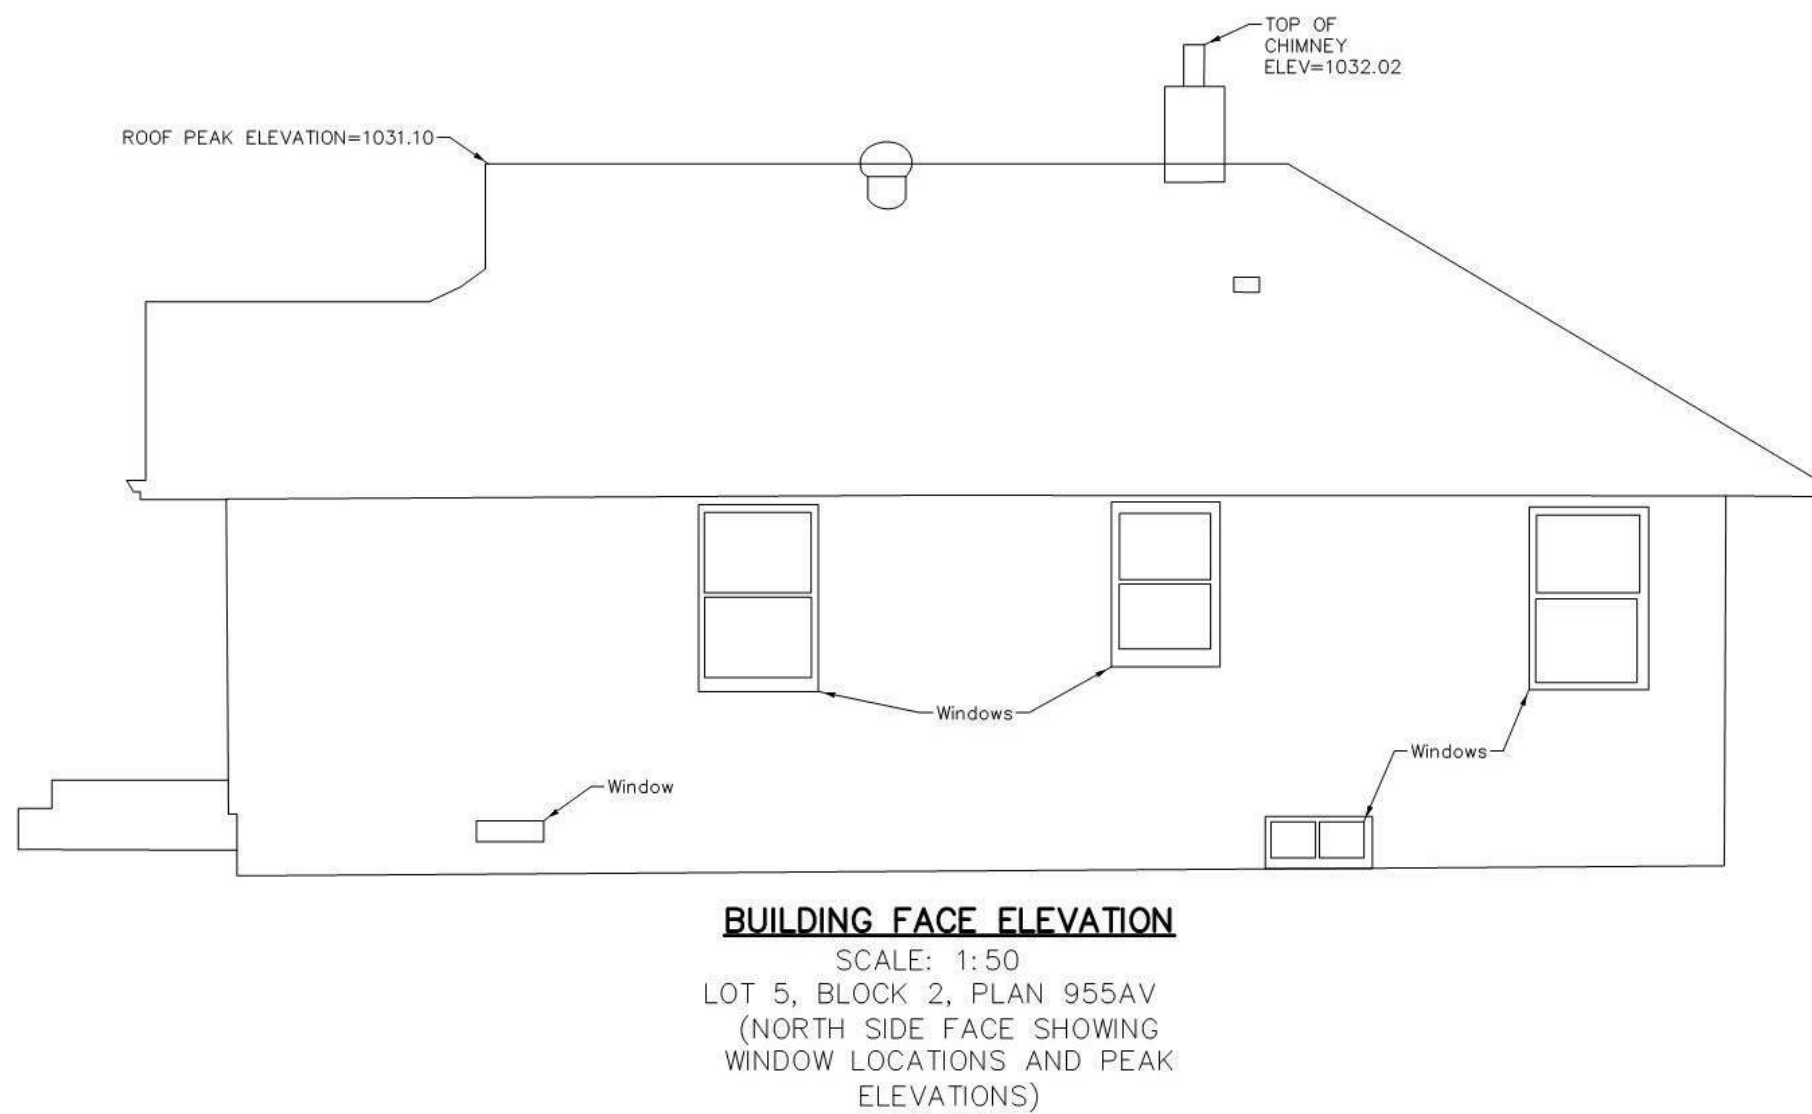 TOP OF
CHIMNEY
ELEV=1032.02
ROOF PEAK ELEVATION=1031.10
Windows
Windows
Window
BUILDING FACE ELEVATION
SCALE: 1:50
LOT 5, BLOCK 2, PLAN 955AV
(NORTH SIDE FACE SHOWING
WINDOW LOCATIONS AND PEAK
ELEVATIONS)